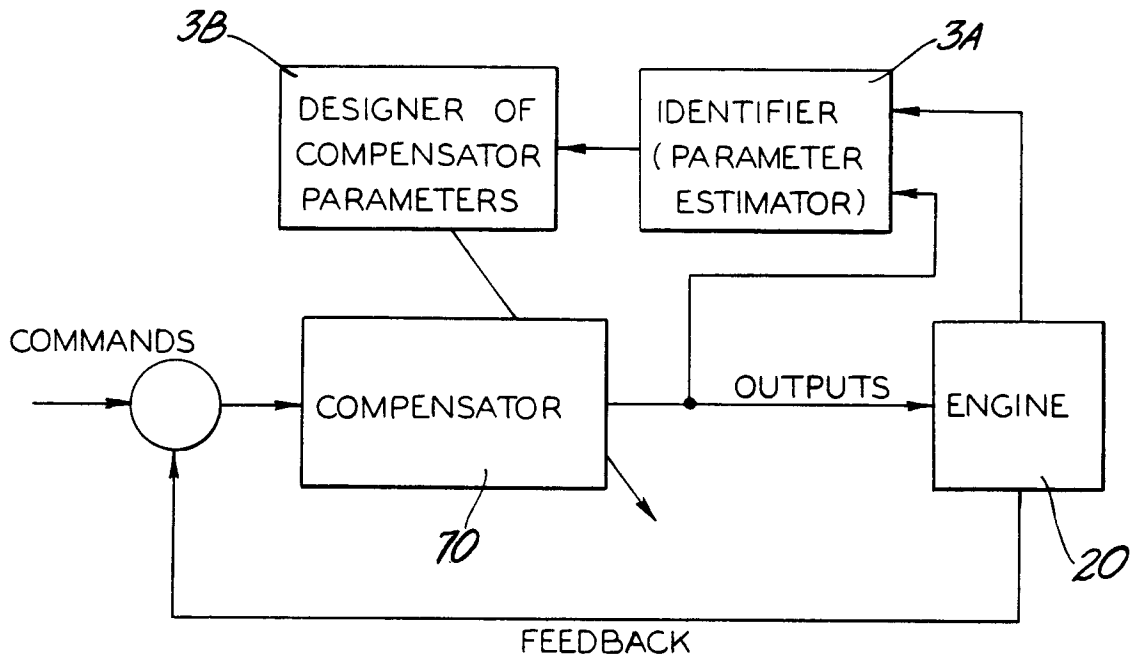 3B
3A
DESIGNER OF
COMPENSATOR
PARAMETERS
IDENTIFIER
(PARAMETER
ESTIMATOR)
COMMANDS
COMPENSATOR
OUTPUTS
ENGINE
70
20
FEEDBACK